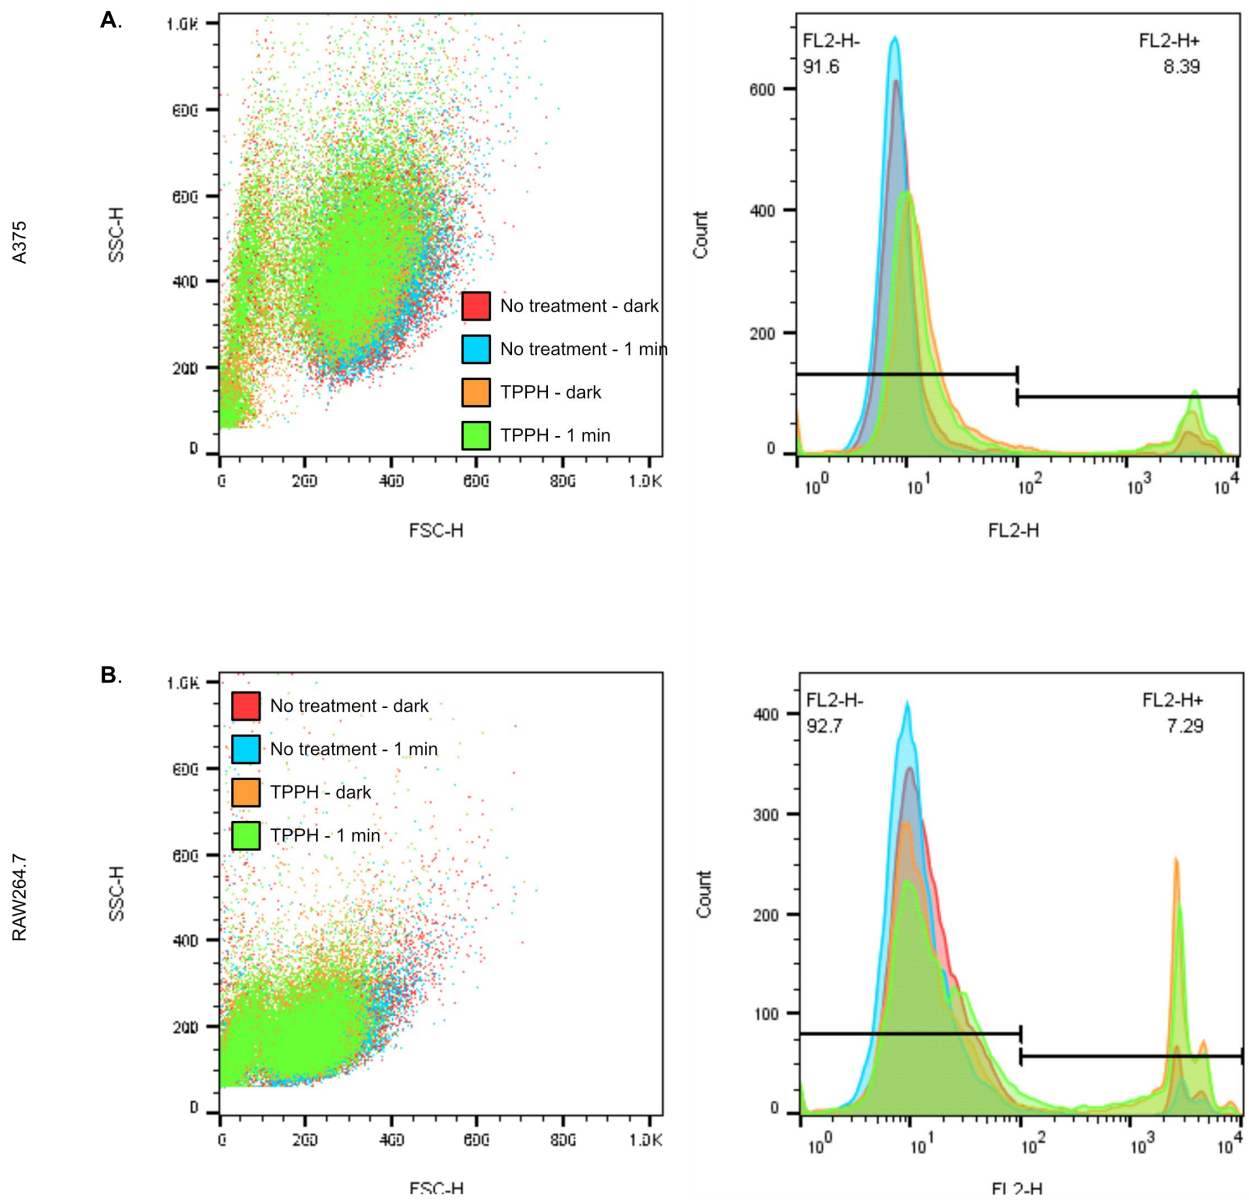 A.
A375
1.0K
800
600
400
200
0
SSC-H
No treatment - dark
No treatment - 1 min
TPPH - dark
TPPH - 1 min
0 200 400 600 800 1.0K
FSC-H
FL2-H-
91.6
FL2-H+
8.39
600
400
200
0
Count
10^0 10^1 10^2 10^3 10^4
FL2-H
B.
RAW264.7
1.0K
800
600
400
200
0
SSC-H
No treatment - dark
No treatment - 1 min
TPPH - dark
TPPH - 1 min
0 200 400 600 800 1.0K
FSC-H
FL2-H-
92.7
FL2-H+
7.29
400
300
200
100
0
Count
10^0 10^1 10^2 10^3 10^4
FL2-H